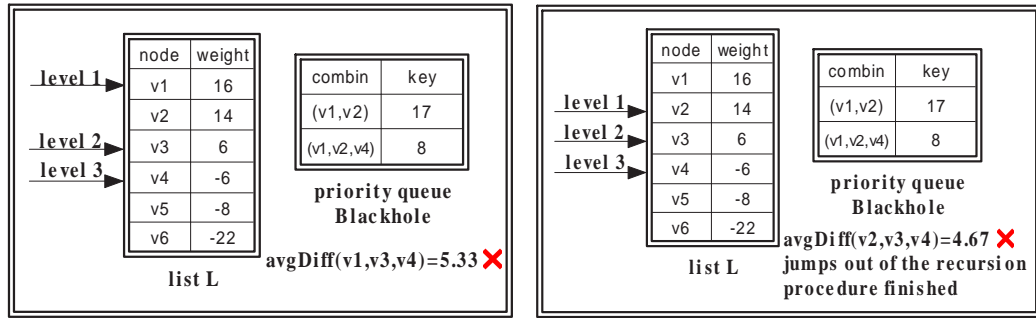 node weight
level 1
v1 16
v2 14
level 2
v3 6
level 3
v4 -6
v5 -8
v6 -22
list L
combin key
(v1,v2) 17
(v1,v2,v4) 8
priority queue
Blackhole
avgDiff(v1,v3,v4)=5.33
node weight
v1 16
level 1
v2 14
level 2
v3 6
level 3
v4 -6
v5 -8
v6 -22
list L
combin key
(v1,v2) 17
(v1,v2,v4) 8
priority queue
Blackhole
avgDiff(v2,v3,v4)=4.67
jumps out of the recursion
procedure finished